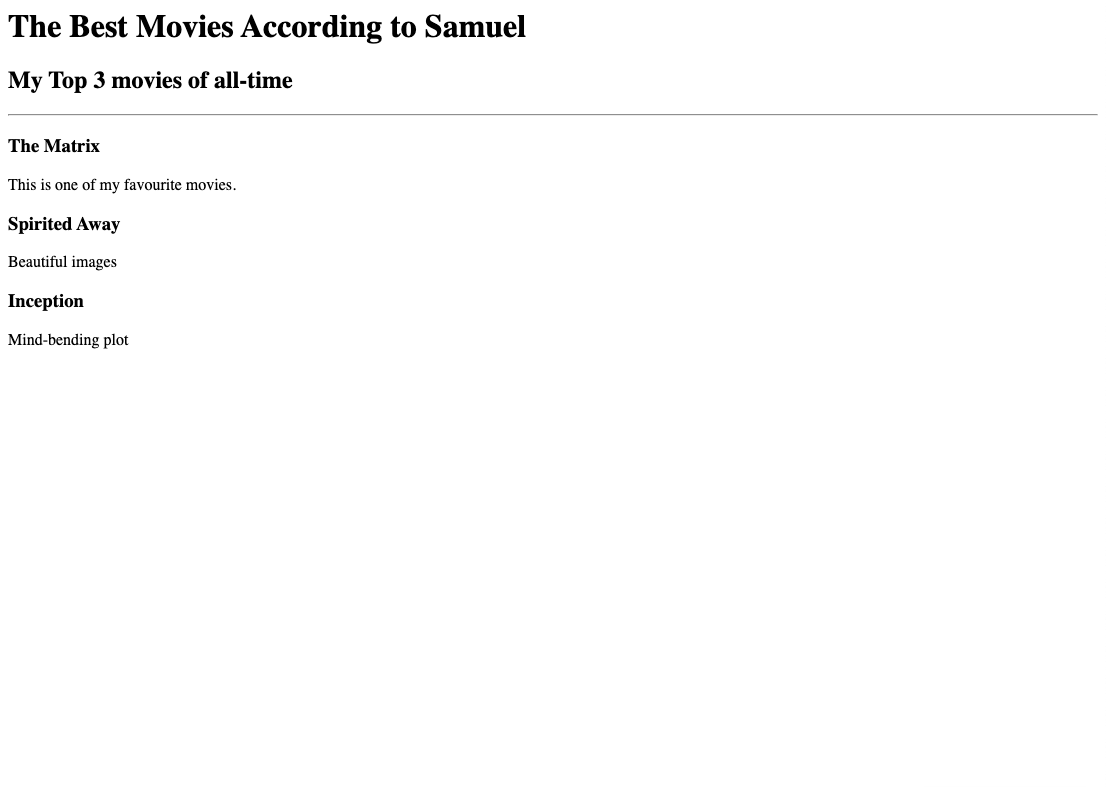 The Best Movies According to Samuel
My Top 3 movies of all-time
The Matrix
This is one of my favourite movies.
Spirited Away
Beautiful images
Inception
Mind-bending plot